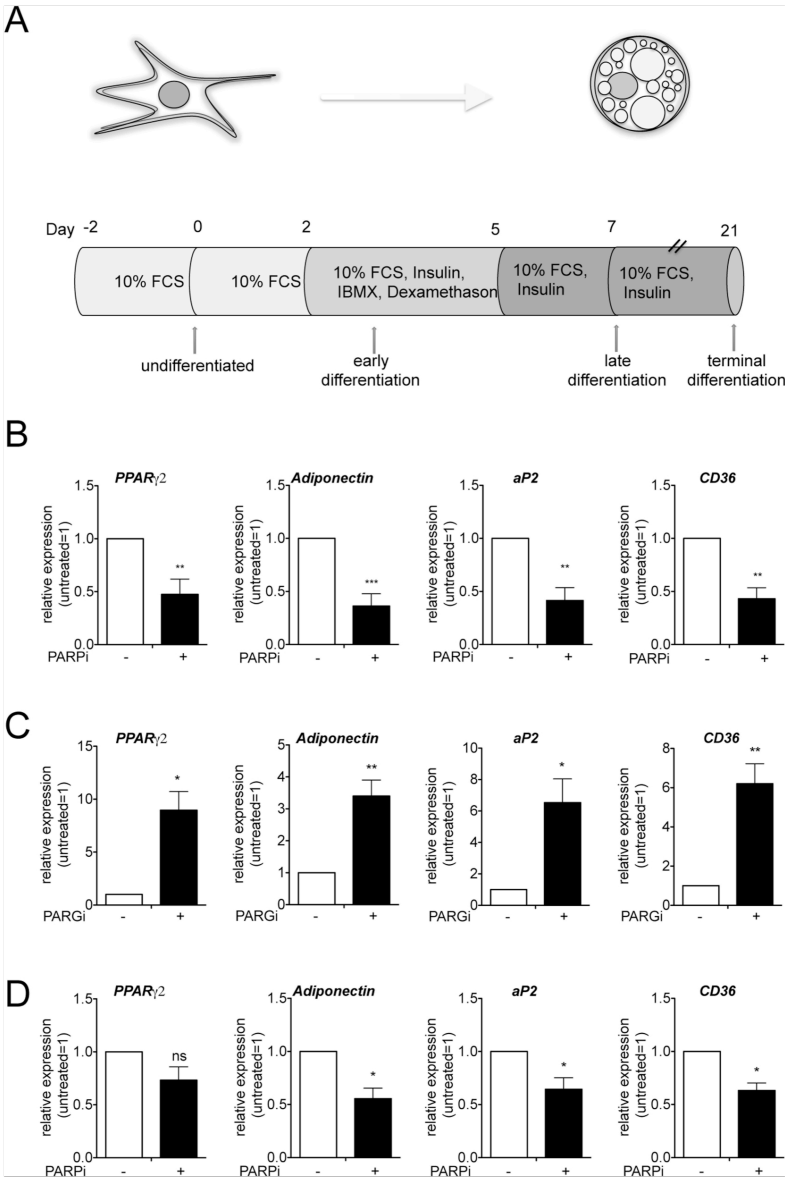 A
Day -2 0 2 5 7 21
10% FCS 10% FCS 10% FCS, Insulin, 10% FCS, 10% FCS,
IBMX, Dexamethason Insulin Insulin
undifferentiated early late terminal
differentiation differentiation differentiation
B
PPARγ2 Adiponectin aP2 CD36
relative expression
(untreated=1)
1.5
1.0
0.5
0.0
**
PARPi - +
relative expression
(untreated=1)
1.5
1.0
0.5
0.0
***
PARPi - +
relative expression
(untreated=1)
1.5
1.0
0.5
0.0
**
PARPi - +
relative expression
(untreated=1)
1.5
1.0
0.5
0.0
**
PARPi - +
C
PPARγ2 Adiponectin aP2 CD36
relative expression
(untreated=1)
15
10
5
0
*
PARGi - +
relative expression
(untreated=1)
5
4
3
2
1
0
**
PARGi - +
relative expression
(untreated=1)
10
8
6
4
2
0
*
PARGi - +
relative expression
(untreated=1)
8
6
4
2
0
**
PARGi - +
D
PPARγ2 Adiponectin aP2 CD36
relative expression
(untreated=1)
1.5
1.0
0.5
0.0
ns
PARPi - +
relative expression
(untreated=1)
1.5
1.0
0.5
0.0
*
PARPi - +
relative expression
(untreated=1)
1.5
1.0
0.5
0.0
*
PARPi - +
relative expression
(untreated=1)
1.5
1.0
0.5
0.0
*
PARPi - +